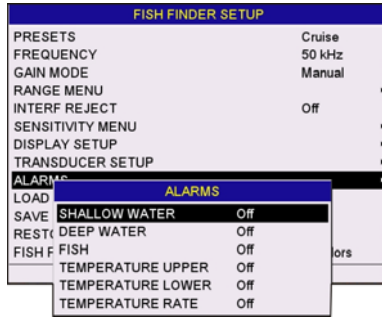 FISH FINDER SETUP
PRESETS Cruise
FREQUENCY 50 kHz
GAIN MODE Manual
RANGE MENU
INTERF REJECT Off
SENSITIVITY MENU
DISPLAY SETUP
TRANSDUCER SETUP
ALARMS
LOAD
SAVE
FISH F
ALARMS
SHALLOW WATER Off
DEEP WATER Off
FISH Off
TEMPERATURE UPPER Off
TEMPERATURE LOWER Off
TEMPERATURE RATE Off